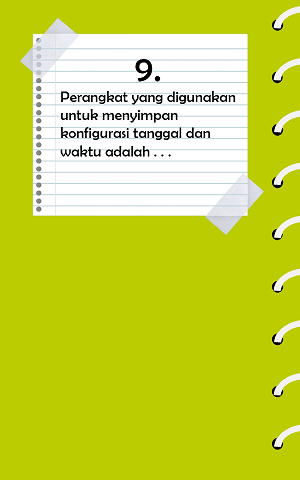 9.
Perangkat yang digunakan
untuk menyimpan
konfigurasi tanggal dan
waktu adalah . . .